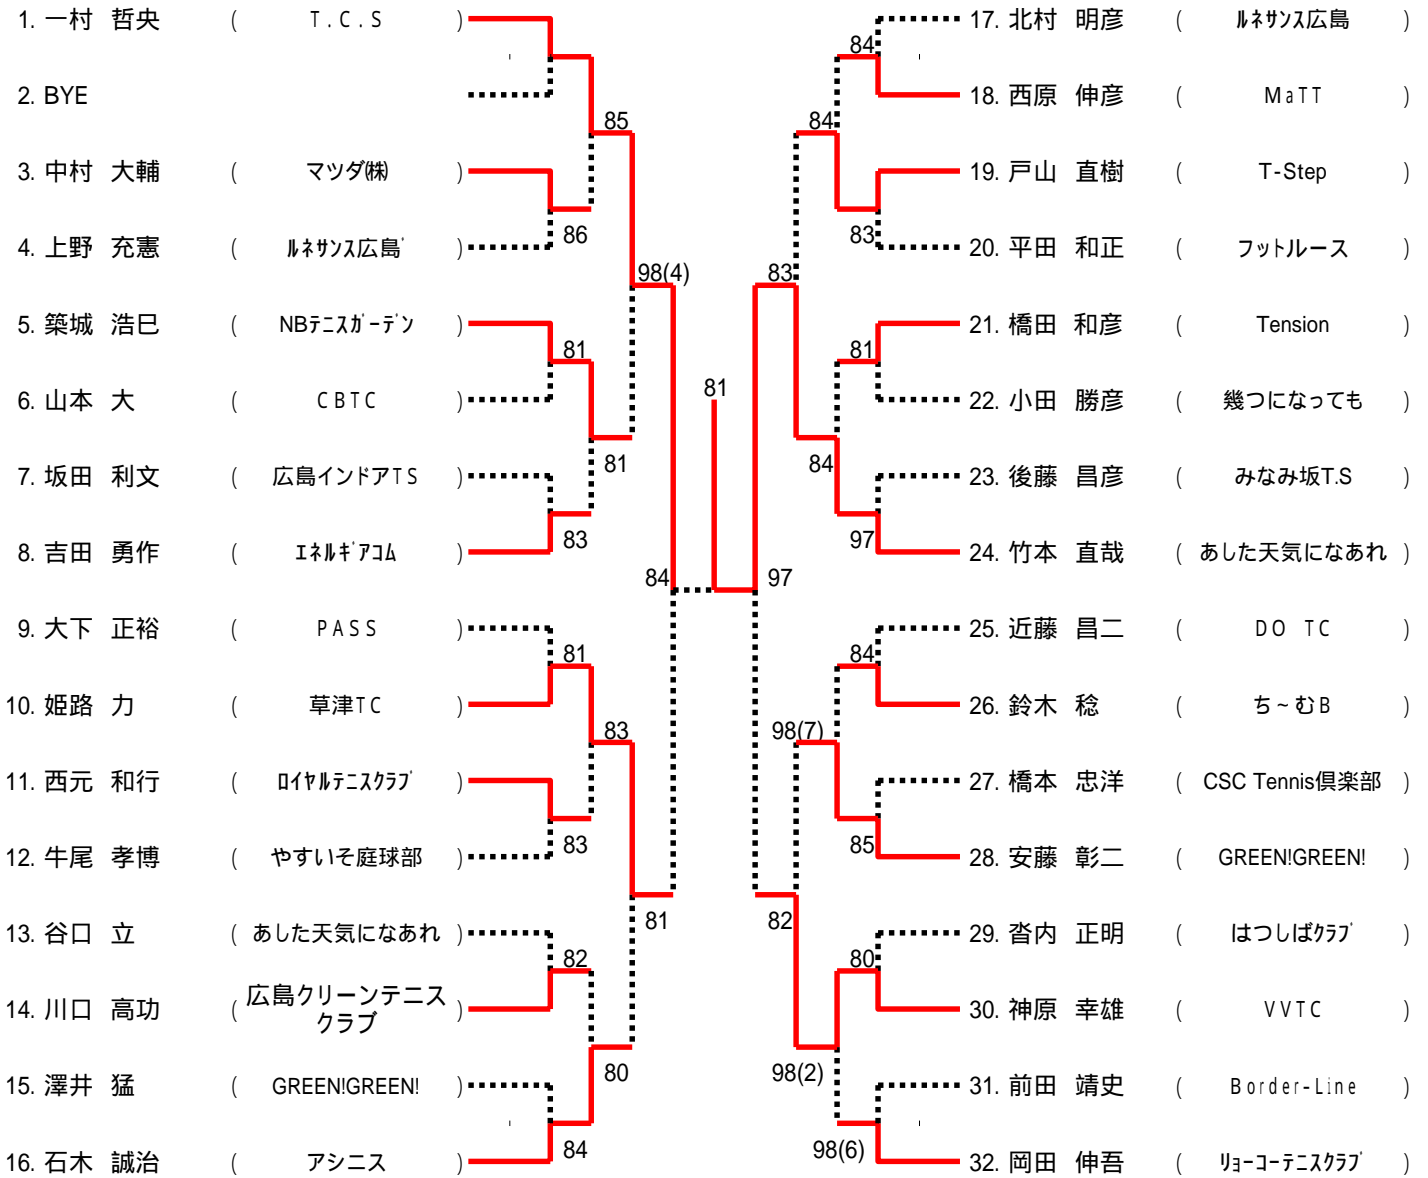 1. 一村 哲央 ( T.C.S )
2. BYE
3. 中村 大輔 ( マツダ㈱ )
4. 上野 充憲 ( ﾙﾈｻﾝｽ広島 )
5. 築城 浩巳 ( NBﾃﾆｽｶﾞｰﾃﾞﾝ )
6. 山本 大 ( CBTC )
7. 坂田 利文 ( 広島インドアTS )
8. 吉田 勇作 ( ｴﾈﾙｷﾞｱｺﾑ )
9. 大下 正裕 ( PASS )
10. 姫路 力 ( 草津TC )
11. 西元 和行 ( ﾛｲﾔﾙﾃﾆｽｸﾗﾌﾞ )
12. 牛尾 孝博 ( やすいそ庭球部 )
13. 谷口 立 ( あした天気になあれ )
14. 川口 高功 ( 広島クリーンテニス
クラブ )
15. 澤井 猛 ( GREEN!GREEN! )
16. 石木 誠治 ( アシニス )
85
86
98(4)
81
81
83
84
81
83
83
81
82
80
84
81
84
84
83
83
81
84
97
97
84
98(7)
85
82
80
98(2)
98(6)
17. 北村 明彦 ( ﾙﾈｻﾝｽ広島 )
18. 西原 伸彦 ( MaTT )
19. 戸山 直樹 ( T-Step )
20. 平田 和正 ( フットルース )
21. 橋田 和彦 ( Tension )
22. 小田 勝彦 ( 幾つになっても )
23. 後藤 昌彦 ( みなみ坂T.S )
24. 竹本 直哉 ( あした天気になあれ )
25. 近藤 昌二 ( DO TC )
26. 鈴木 稔 ( ち～むB )
27. 橋本 忠洋 ( CSC Tennis倶楽部 )
28. 安藤 彰二 ( GREEN!GREEN! )
29. 沓内 正明 ( はつしばｸﾗﾌﾞ )
30. 神原 幸雄 ( VVTC )
31. 前田 靖史 ( Border-Line )
32. 岡田 伸吾 ( ﾘｮｰｺｰﾃﾆｽｸﾗﾌﾞ )